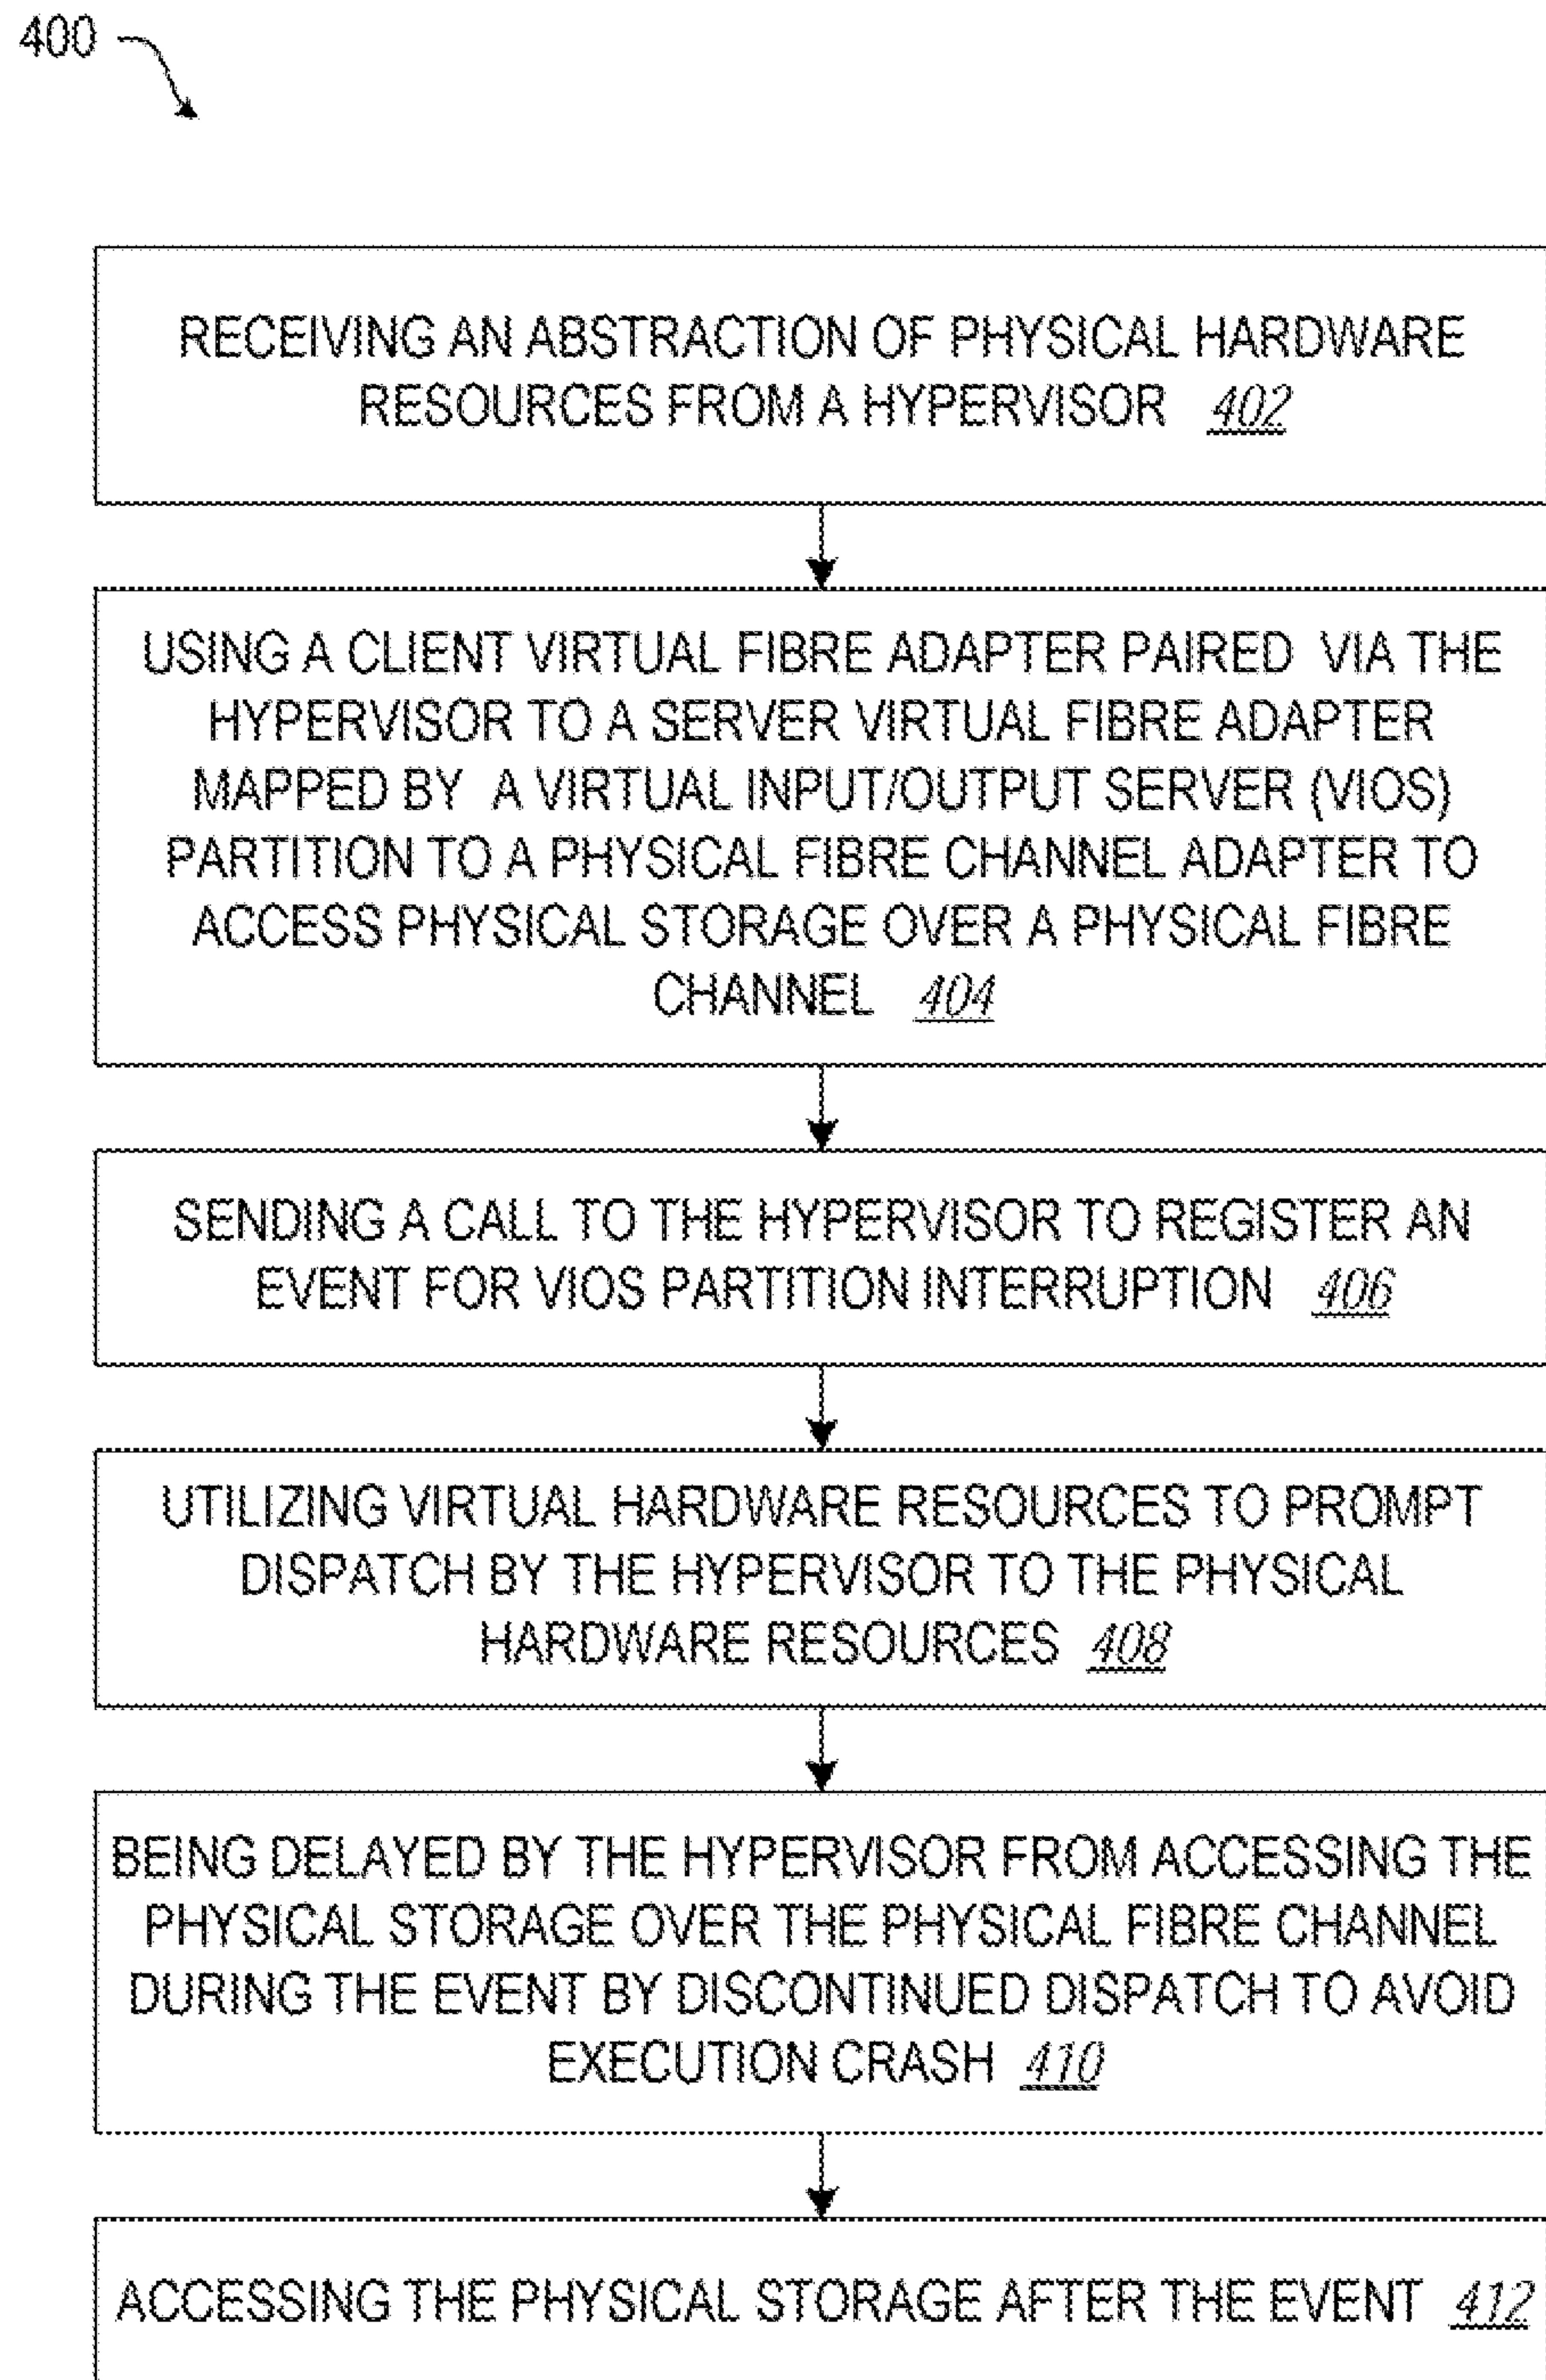 400
RECEIVING AN ABSTRACTION OF PHYSICAL HARDWARE
RESOURCES FROM A HYPERVISOR 402
USING A CLIENT VIRTUAL FIBRE ADAPTER PAIRED VIA THE
HYPERVISOR TO A SERVER VIRTUAL FIBRE ADAPTER
MAPPED BY A VIRTUAL INPUT/OUTPUT SERVER (VIOS)
PARTITION TO A PHYSICAL FIBRE CHANNEL ADAPTER TO
ACCESS PHYSICAL STORAGE OVER A PHYSICAL FIBRE
CHANNEL 404
SENDING A CALL TO THE HYPERVISOR TO REGISTER AN
EVENT FOR VIOS PARTITION INTERRUPTION 406
UTILIZING VIRTUAL HARDWARE RESOURCES TO PROMPT
DISPATCH BY THE HYPERVISOR TO THE PHYSICAL
HARDWARE RESOURCES 408
BEING DELAYED BY THE HYPERVISOR FROM ACCESSING THE
PHYSICAL STORAGE OVER THE PHYSICAL FIBRE CHANNEL
DURING THE EVENT BY DISCONTINUED DISPATCH TO AVOID
EXECUTION CRASH 410
ACCESSING THE PHYSICAL STORAGE AFTER THE EVENT 412